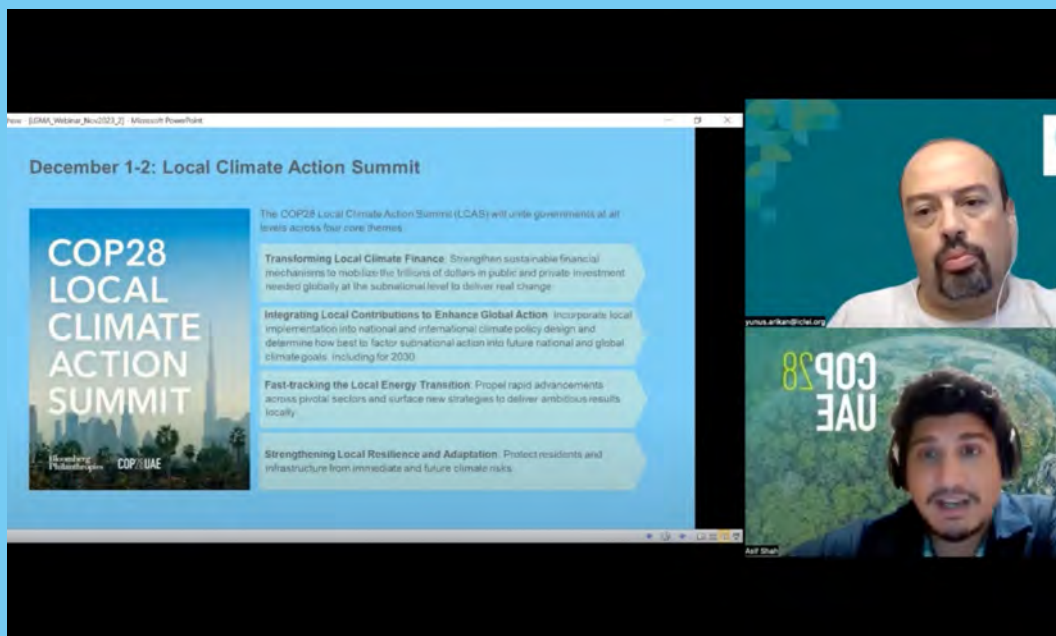 [LGMA_Webinar_Nov2023_2] - Microsoft PowerPoint
December 1-2: Local Climate Action Summit
COP28
LOCAL
CLIMATE
ACTION
SUMMIT
Bloomberg
Philanthropies
COP28UAE
The COP28 Local Climate Action Summit (LCAS) will unite governments at all
levels across four core themes
Transforming Local Climate Finance: Strengthen sustainable financial
mechanisms to mobilize the trillions of dollars in public and private investment
needed globally at the subnational level to deliver real change
Integrating Local Contributions to Enhance Global Action: Incorporate local
implementation into national and international climate policy design and
determine how best to factor subnational action into future national and global
climate goals, including for 2030
Fast-tracking the Local Energy Transition: Propel rapid advancements
across pivotal sectors and surface new strategies to deliver ambitious results
locally
Strengthening Local Resilience and Adaptation: Protect residents and
infrastructure from immediate and future climate risks
yunus.arikan@iclei.org
COP28
UAE
Asif Shah